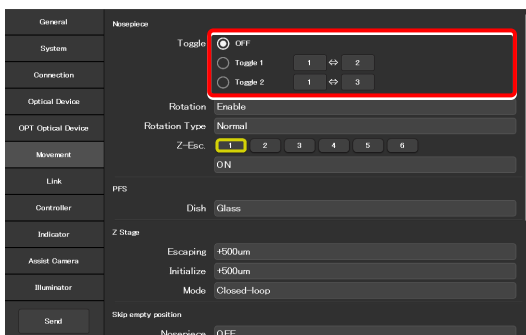 General
System
Connection
Optical Device
OPT Optical Device
Movement
Link
Controller
Indicator
Assist Camera
Illuminator
Send
Nosepiece
Toggle OFF
Toggle 1 1 ⇔ 2
Toggle 2 1 ⇔ 3
Rotation Enable
Rotation Type Normal
Z-Esc. 1 2 3 4 5 6
ON
PFS
Dish Glass
Z Stage
Escaping +500um
Initialize +500um
Mode Closed-loop
Skip empty position
Nosepiece OFF